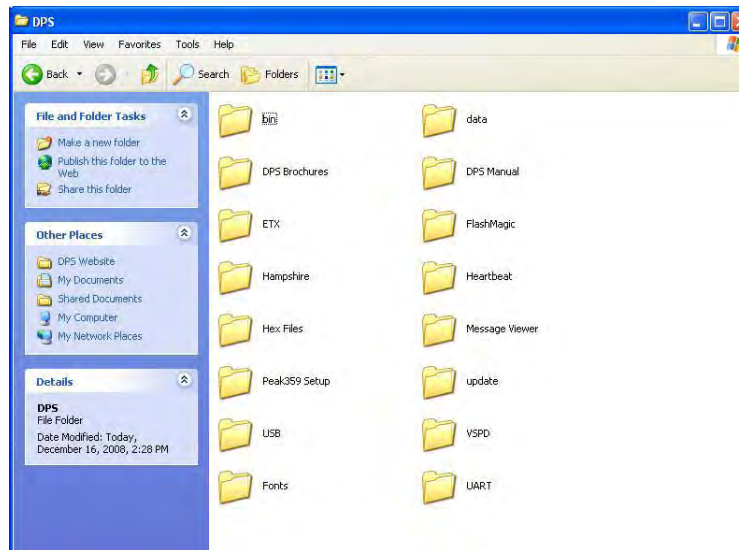 DPS
File Edit View Favorites Tools Help
Back Search Folders
File and Folder Tasks
Make a new folder
Publish this folder to the
Web
Share this folder
Other Places
DPS Website
My Documents
Shared Documents
My Computer
My Network Places
Details
DPS
File Folder
Date Modified: Today,
December 16, 2008, 2:28 PM
bin data
DPS Brochures DPS Manual
ETX FlashMagic
Hampshire Heartbeat
Hex Files Message Viewer
Peak359 Setup update
USB VSPD
Fonts UART